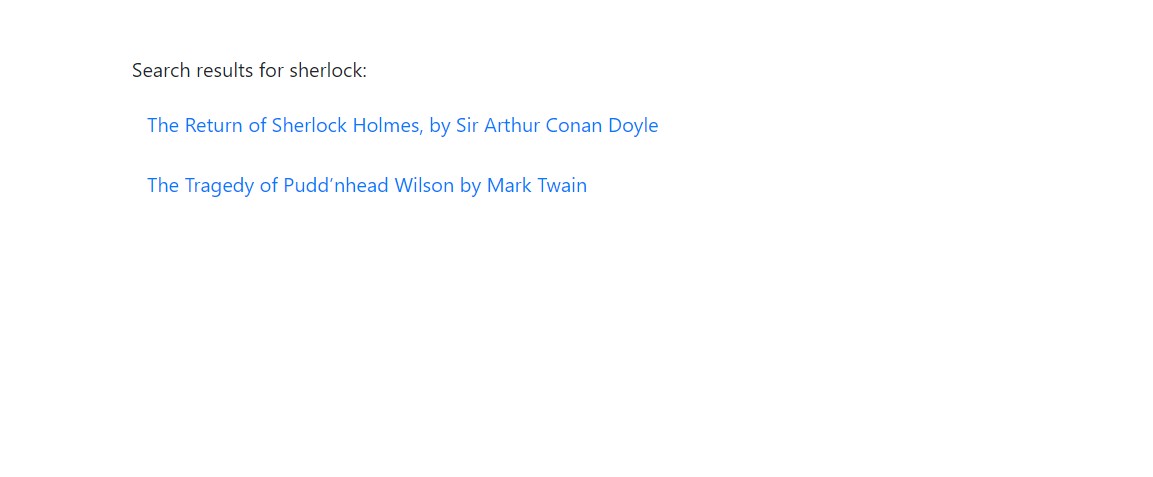 Search results for sherlock:
The Return of Sherlock Holmes, by Sir Arthur Conan Doyle
The Tragedy of Pudd’nhead Wilson by Mark Twain